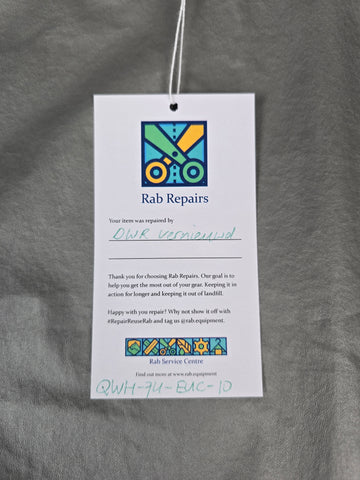 Rab Repairs
Your item was repaired by
DWR vernieuwd
Thank you for choosing Rab Repairs. Our goal is to
help you get the most out of your gear. Keeping it in
action for longer and keeping it out of landfill.
Happy with you repair? Why not show it off with
#RepairReuseRab and tag us @rab.equipment.
Rab Service Centre
Find out more at www.rab.equipment
QWH-94-BUC-10